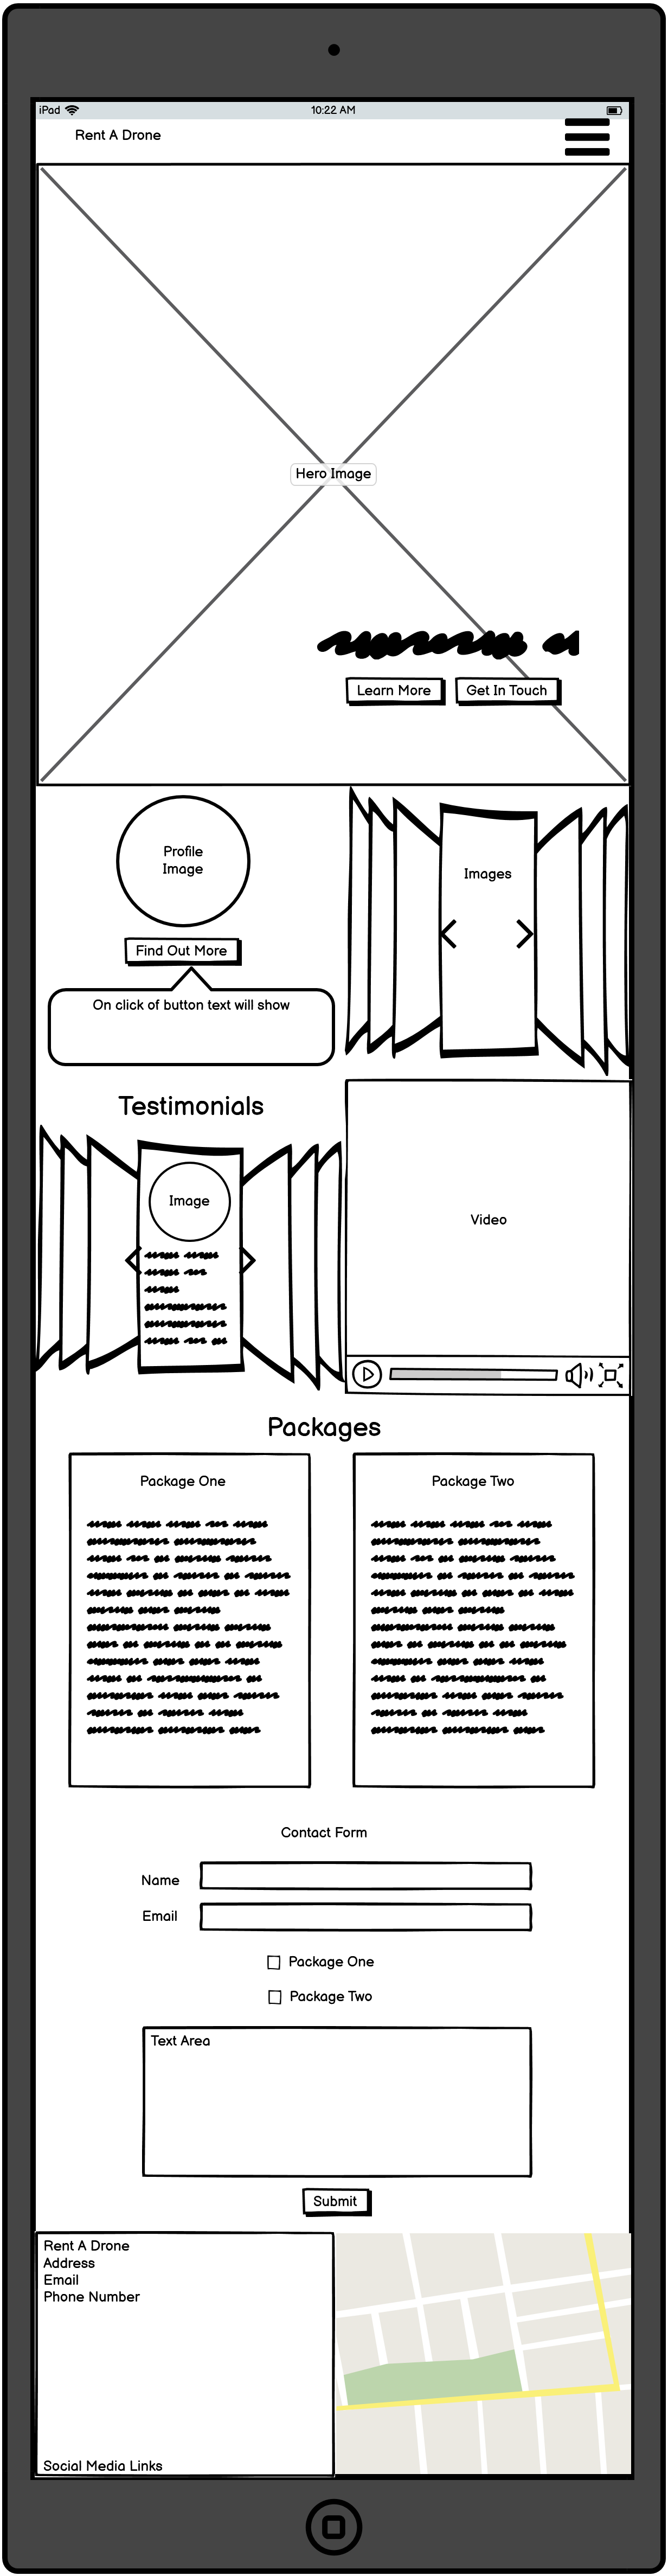 iPad
10:22 AM
Rent A Drone
Hero Image
Learn More
Get In Touch
Profile
Image
Find Out More
On click of button text will show
Images
Testimonials
Image
Video
Packages
Package One
Package Two
Contact Form
Name
Email
Package One
Package Two
Text Area
Submit
Rent A Drone
Address
Email
Phone Number
Social Media Links